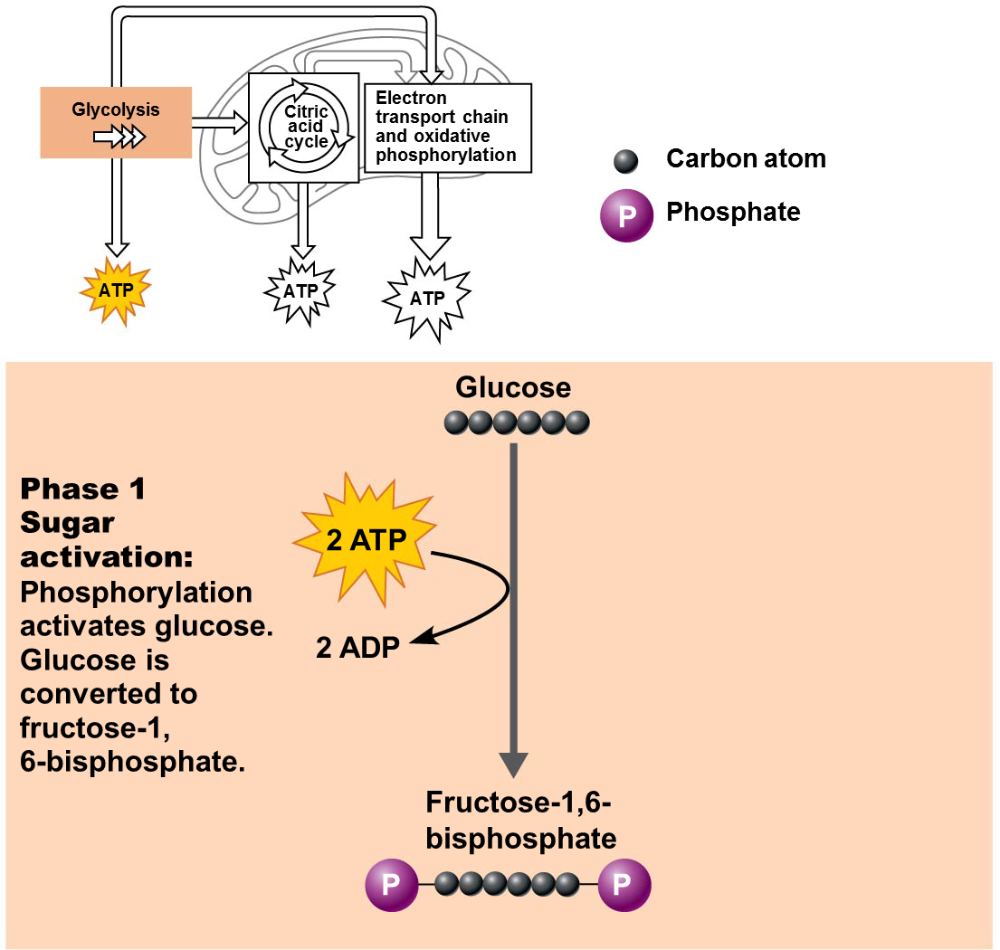 Glycolysis
Citric
acid
cycle
Electron
transport chain
and oxidative
phosphorylation
ATP
ATP
ATP
Carbon atom
P
Phosphate
Glucose
Phase 1
Sugar
activation:
Phosphorylation
activates glucose.
Glucose is
converted to
fructose-1,
6-bisphosphate.
2 ATP
2 ADP
Fructose-1,6-
bisphosphate
P
P